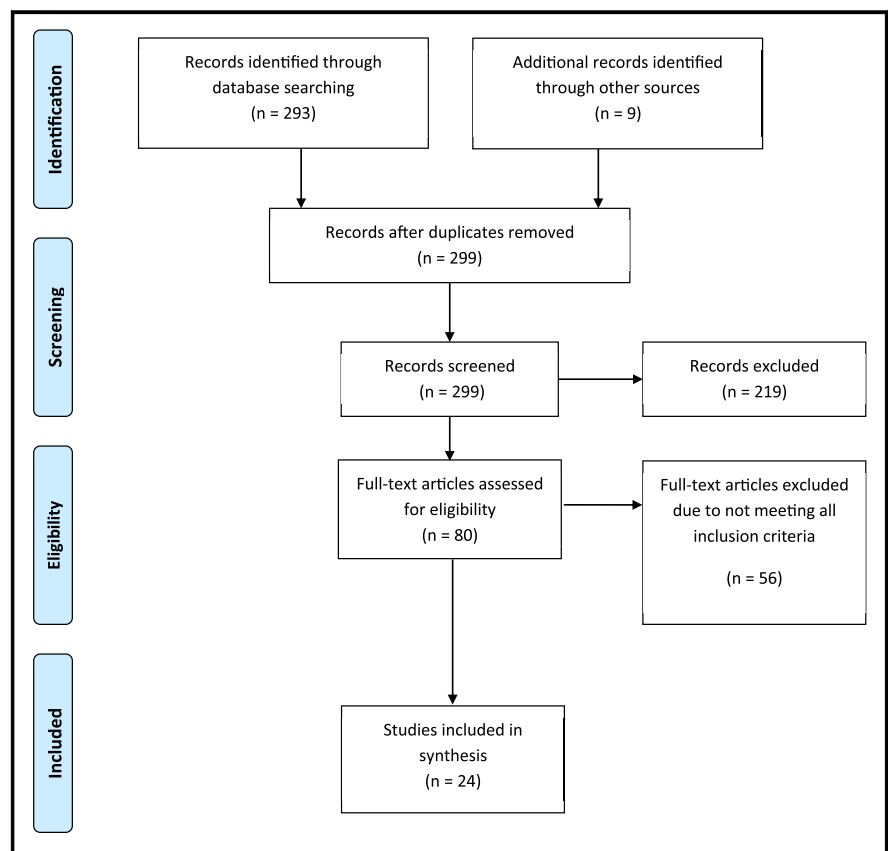 Identification
Records identified through
database searching
(n = 293)
Additional records identified
through other sources
(n = 9)
Records after duplicates removed
(n = 299)
Screening
Records screened
(n = 299)
Records excluded
(n = 219)
Eligibility
Full-text articles assessed
for eligibility
(n = 80)
Full-text articles excluded
due to not meeting all
inclusion criteria
(n = 56)
Included
Studies included in
synthesis
(n = 24)